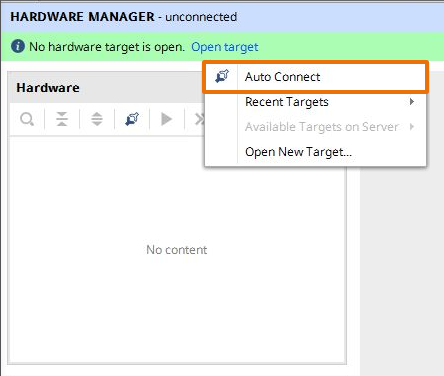 HARDWARE MANAGER - unconnected
No hardware target is open. Open target
Auto Connect
Hardware
Recent Targets
Available Targets on Server
Open New Target...
No content